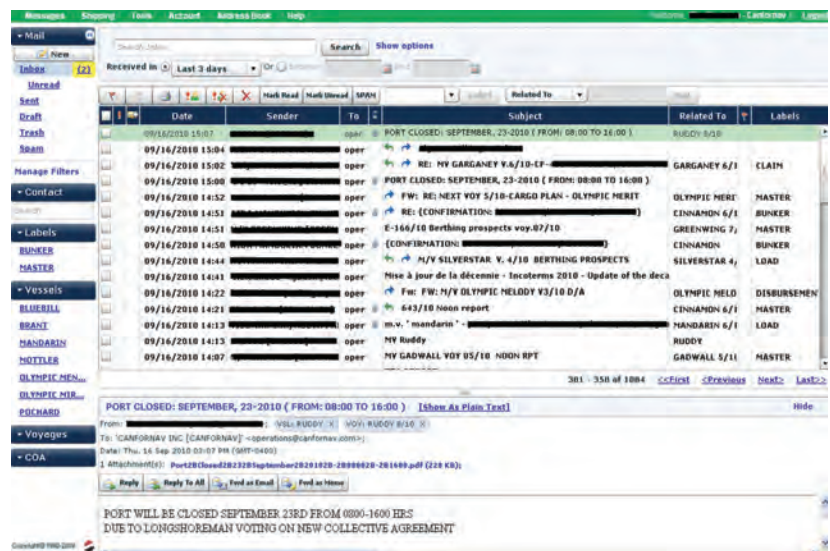 Messages Shipping Tools Account Address Book Help
Mail
New
Inbox (2)
Unread
Sent
Draft
Trash
Spam
Manage Filters
Contact
Labels
BUNKER
MASTER
Vessels
BLUEBILL
BRANT
MANDARIN
MOTTLER
OLYMPIC MEN...
OLYMPIC MIR...
POCHARD
Voyages
COA
Search Show options
Received in Last 3 days Or
Mark Read Mark Unread SPAM Related To
Date Sender To Subject Related To Labels
09/16/2010 15:07 oper PORT CLOSED: SEPTEMBER, 23-2010 ( FROM: 08:00 TO 16:00 ) RUDDY 8/10
09/16/2010 15:04 oper
09/16/2010 15:02 oper RE: MV GARGANEY V.6/10-CP- GARGANEY 6/1 CLAIM
09/16/2010 15:00 oper PORT CLOSED: SEPTEMBER, 23-2010 ( FROM: 08:00 TO 16:00 )
09/16/2010 14:52 oper FW: RE: NEXT VOY 5/10-CARGO PLAN - OLYMPIC MERIT OLYMPIC MERI MASTER
09/16/2010 14:51 oper RE: {CONFIRMATION: } CINNAMON 6/1 BUNKER
09/16/2010 14:51 oper E-166/10 Berthing prospects voy.07/10 GREENWING 7, MASTER
09/16/2010 14:50 oper {CONFIRMATION: } CINNAMON BUNKER
09/16/2010 14:44 oper M/V SILVERSTAR V. 4/10 BERTHING PROSPECTS SILVERSTAR 4, LOAD
09/16/2010 14:41 oper Mise à jour de la décennie - Incoterms 2010 - Update of the deca
09/16/2010 14:22 oper Fw: FW: M/V OLYMPIC MELODY V3/10 D/A OLYMPIC MELO DISBURSEMEN
09/16/2010 14:21 oper 643/10 Noon report CINNAMON 6/1 MASTER
09/16/2010 14:13 oper m.v. ' mandarin ' - MANDARIN 6/1 LOAD
09/16/2010 14:13 oper MV Ruddy RUDDY
09/16/2010 14:07 oper MV GADWALL VOY 05/10 NOON RPT GADWALL 5/1 MASTER
301 - 350 of 1084 <<First <Previous Next> Last>>
PORT CLOSED: SEPTEMBER, 23-2010 ( FROM: 08:00 TO 16:00 ) [Show As Plain Text] Hide
From: ; VSL: RUDDY X VOY: RUDDY 8/10 X
To: 'CANFORNAV INC [CANFORNAV]' <operations@canfornav.com>;
Date: Thu, 16 Sep 2010 03:07 PM (GMT-0400)
1 Attachment(s):
Reply Reply To All Fwd as Email Fwd as Memo
PORT WILL BE CLOSED SEPTEMBER 23RD FROM 0800-1600 HRS
DUE TO LONGSHOREMAN VOTING ON NEW COLLECTIVE AGREEMENT